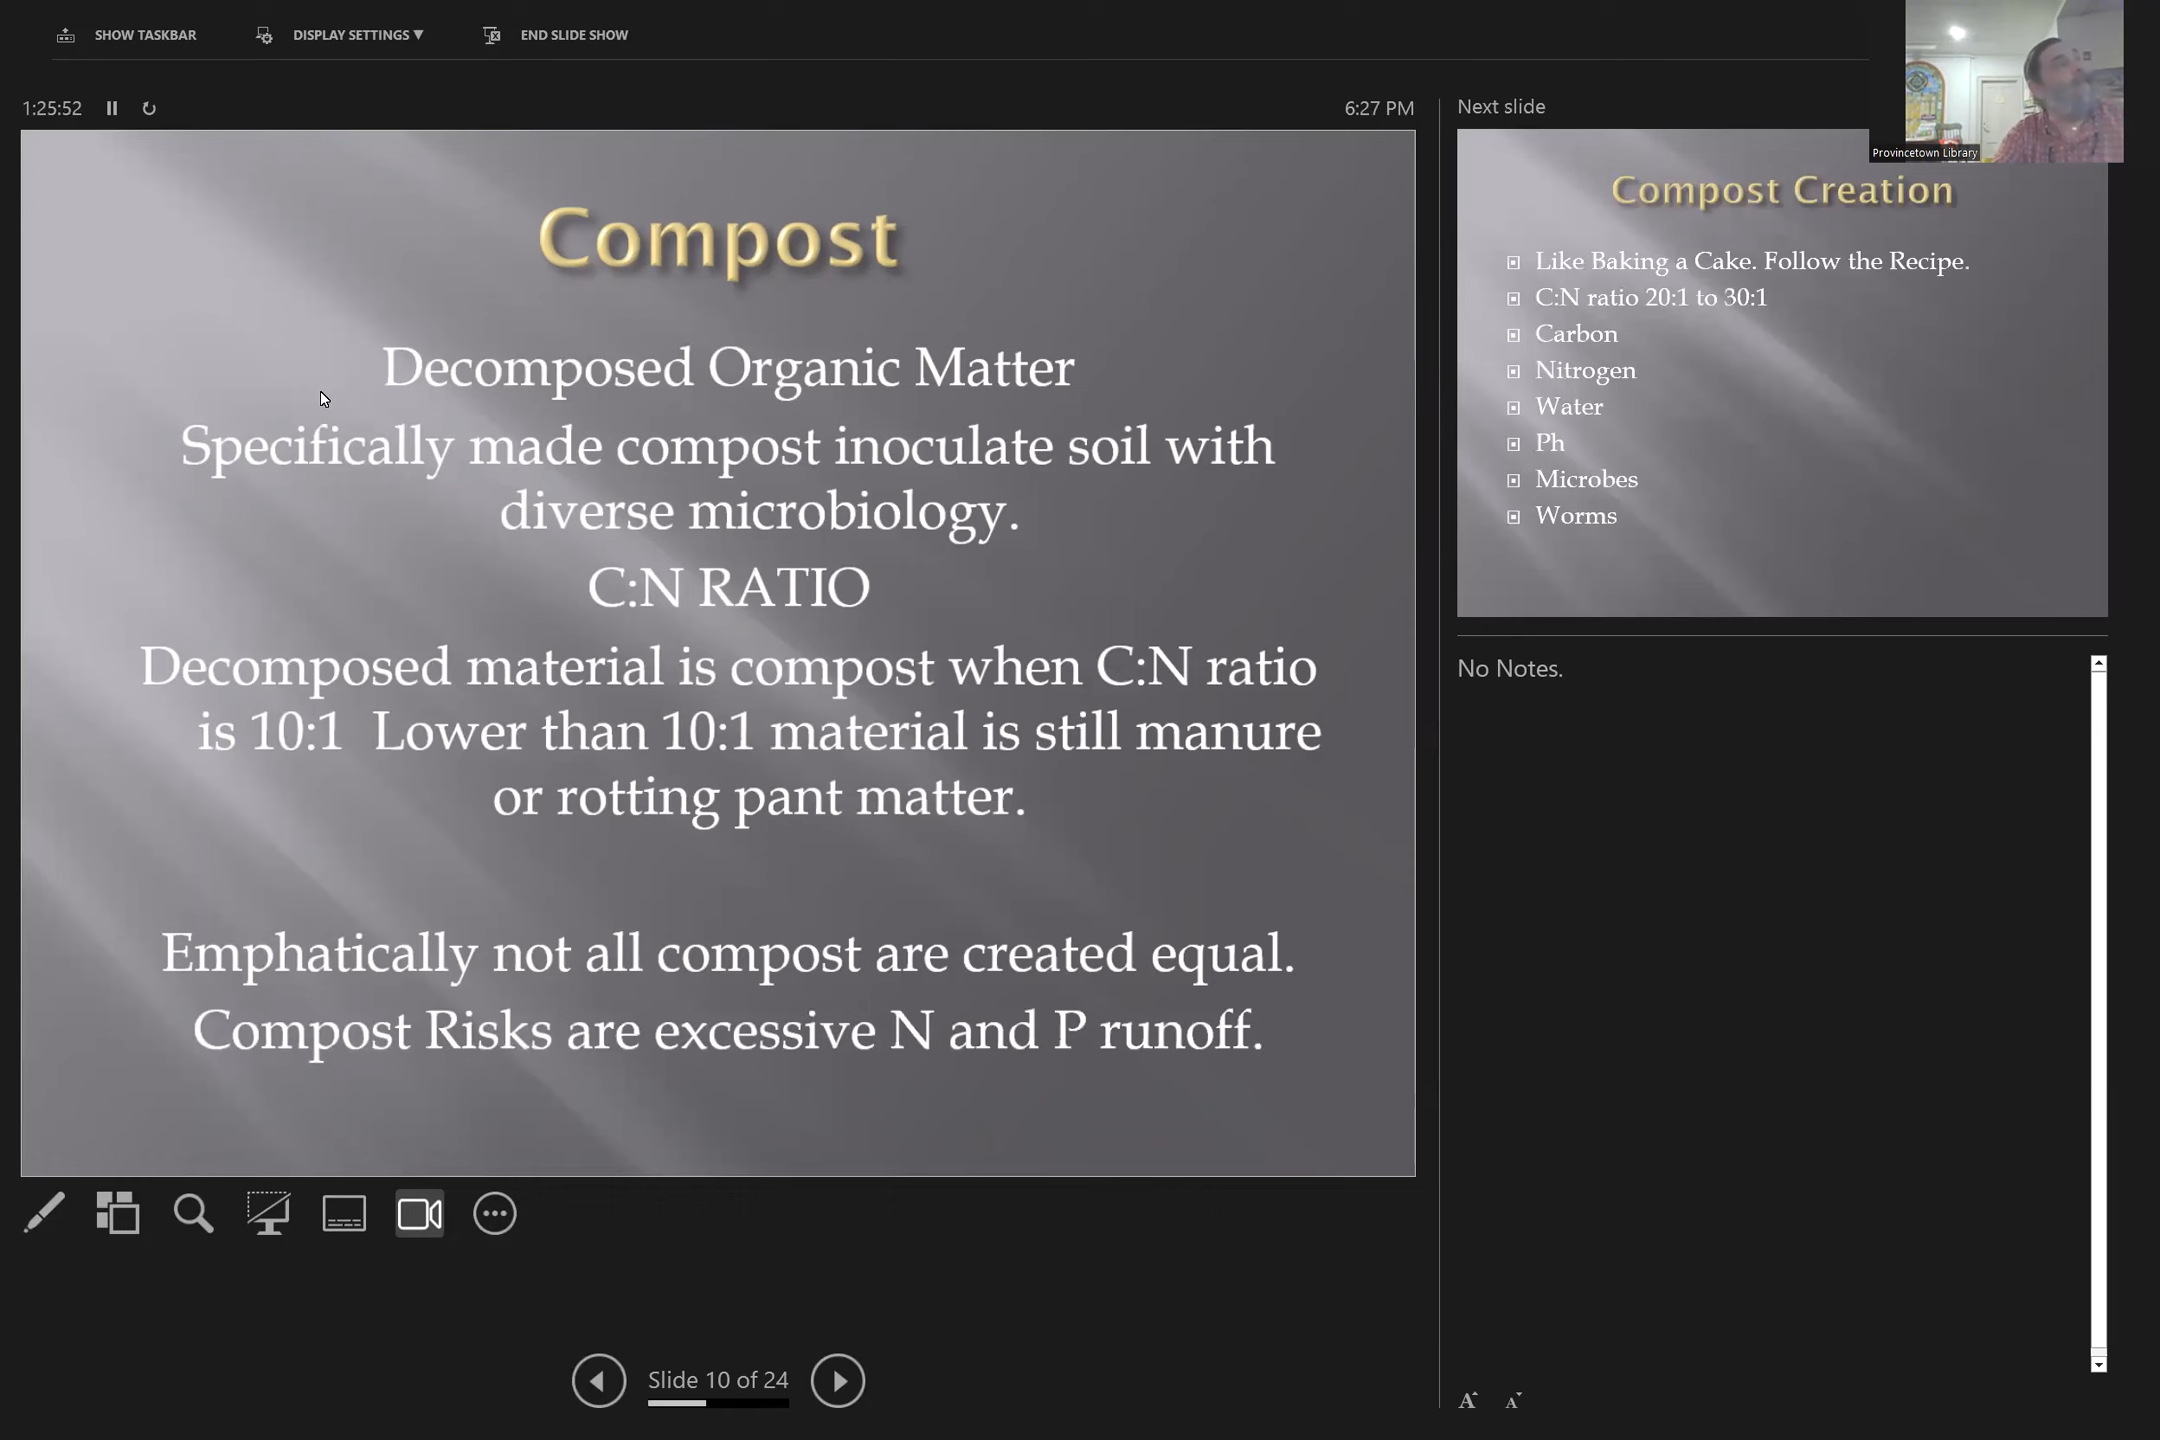 SHOW TASKBAR
DISPLAY SETTINGS ▼
END SLIDE SHOW
1:25:52
6:27 PM
Compost
Decomposed Organic Matter
Specifically made compost inoculate soil with
diverse microbiology.
C:N RATIO
Decomposed material is compost when C:N ratio
is 10:1 Lower than 10:1 material is still manure
or rotting pant matter.
Emphatically not all compost are created equal.
Compost Risks are excessive N and P runoff.
Slide 10 of 24
Next slide
Provincetown Library
Compost Creation
Like Baking a Cake. Follow the Recipe.
C:N ratio 20:1 to 30:1
Carbon
Nitrogen
Water
Ph
Microbes
Worms
No Notes.
A A